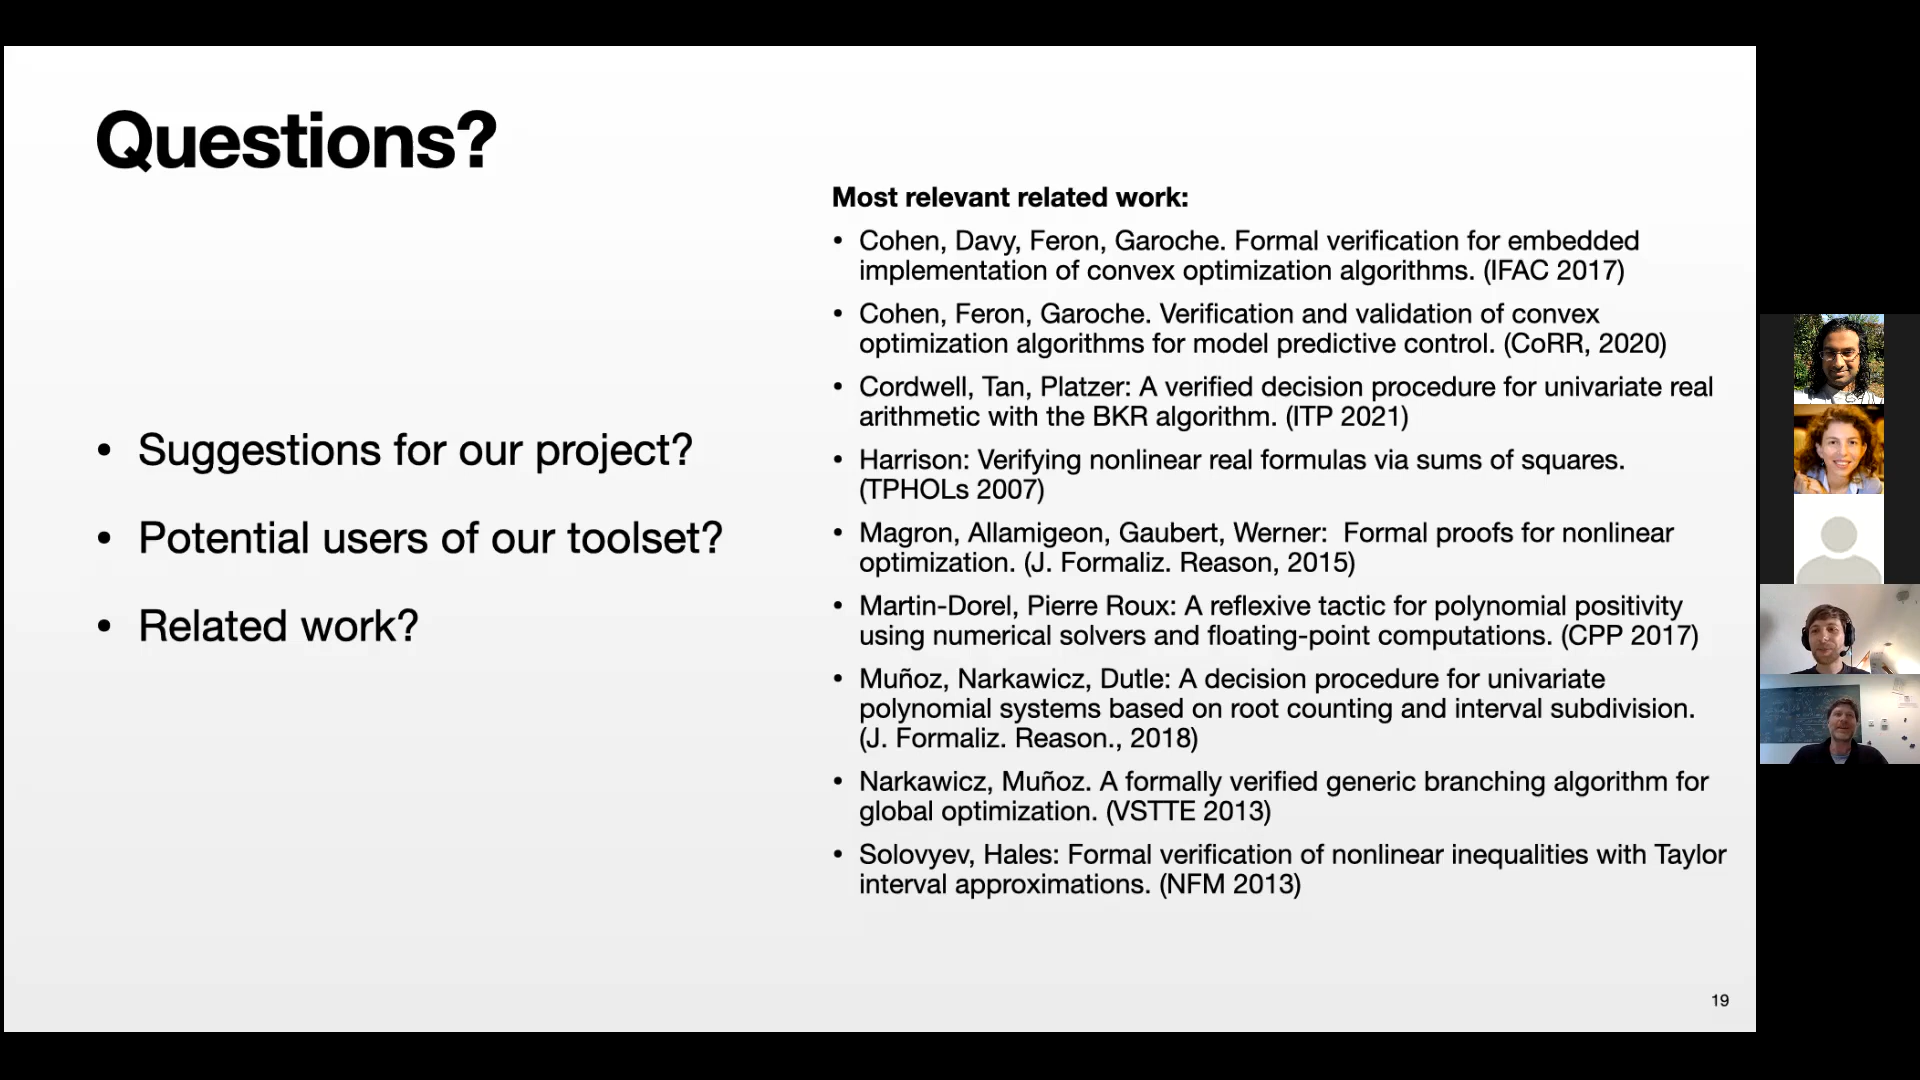 Questions?
• Suggestions for our project?
• Potential users of our toolset?
• Related work?
Most relevant related work:
• Cohen, Davy, Feron, Garoche. Formal verification for embedded
implementation of convex optimization algorithms. (IFAC 2017)
• Cohen, Feron, Garoche. Verification and validation of convex
optimization algorithms for model predictive control. (CoRR, 2020)
• Cordwell, Tan, Platzer: A verified decision procedure for univariate real
arithmetic with the BKR algorithm. (ITP 2021)
• Harrison: Verifying nonlinear real formulas via sums of squares.
(TPHOLs 2007)
• Magron, Allamigeon, Gaubert, Werner:  Formal proofs for nonlinear
optimization. (J. Formaliz. Reason, 2015)
• Martin-Dorel, Pierre Roux: A reflexive tactic for polynomial positivity
using numerical solvers and floating-point computations. (CPP 2017)
• Muñoz, Narkawicz, Dutle: A decision procedure for univariate
polynomial systems based on root counting and interval subdivision.
(J. Formaliz. Reason., 2018)
• Narkawicz, Muñoz. A formally verified generic branching algorithm for
global optimization. (VSTTE 2013)
• Solovyev, Hales: Formal verification of nonlinear inequalities with Taylor
interval approximations. (NFM 2013)
19